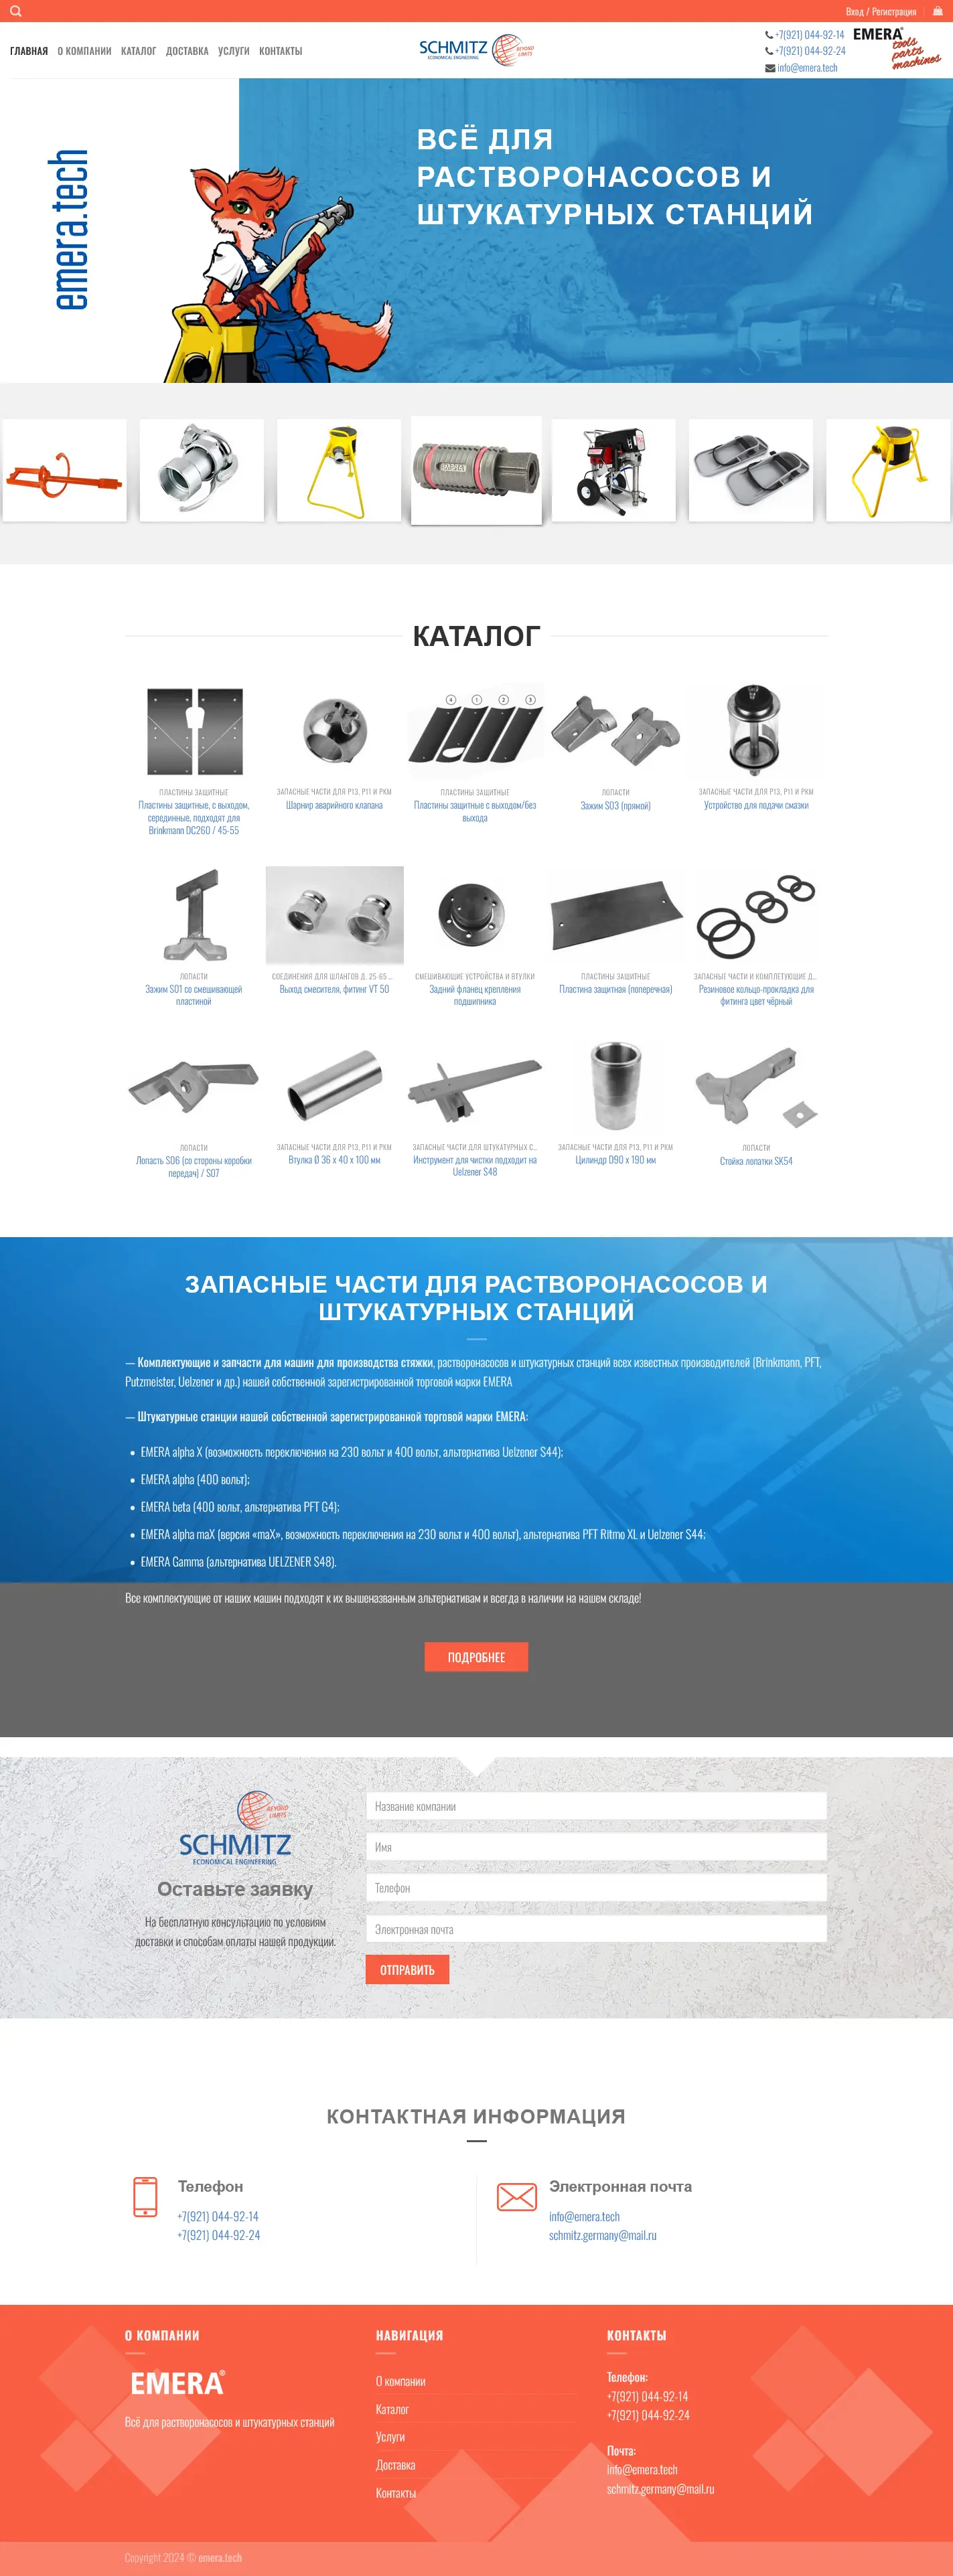 Вход / Регистрация
ГЛАВНАЯ О КОМПАНИИ КАТАЛОГ ДОСТАВКА УСЛУГИ КОНТАКТЫ
SCHMITZ
ECONOMICAL ENGINEERING
BEYOND
LIMITS
+7(921) 044-92-14
+7(921) 044-92-24
info@emera.tech
EMERA®
tools
parts
machines
emera.tech
ВСЁ ДЛЯ
РАСТВОРОНАСОСОВ И
ШТУКАТУРНЫХ СТАНЦИЙ
КАТАЛОГ
4 1 2 3
ПЛАСТИНЫ ЗАЩИТНЫЕ
Пластины защитные, с выходом,
серединные, подходят для
Brinkmann DC260 / 45-55
ЗАПАСНЫЕ ЧАСТИ ДЛЯ P13, P11 И РКМ
Шарнир аварийного клапана
ПЛАСТИНЫ ЗАЩИТНЫЕ
Пластины защитные с выходом/без
выхода
ЛОПАСТИ
Зажим S03 (прямой)
ЗАПАСНЫЕ ЧАСТИ ДЛЯ P13, P11 И РКМ
Устройство для подачи смазки
ЛОПАСТИ
Зажим S01 со смешивающей
пластиной
СОЕДИНЕНИЯ ДЛЯ ШЛАНГОВ Д. 25-65 ...
Выход смесителя, фитинг VT 50
СМЕШИВАЮЩИЕ УСТРОЙСТВА И ВТУЛКИ
Задний фланец крепления
подшипника
ПЛАСТИНЫ ЗАЩИТНЫЕ
Пластина защитная (поперечная)
ЗАПАСНЫЕ ЧАСТИ И КОМПЛЕТУЮЩИЕ Д...
Резиновое кольцо-прокладка для
фитинга цвет чёрный
ЛОПАСТИ
Лопасть S06 (со стороны коробки
передач) / S07
ЗАПАСНЫЕ ЧАСТИ ДЛЯ P13, P11 И РКМ
Втулка Ø 36 x 40 x 100 мм
ЗАПАСНЫЕ ЧАСТИ ДЛЯ ШТУКАТУРНЫХ С...
Инструмент для чистки подходит на
Uelzener S48
ЗАПАСНЫЕ ЧАСТИ ДЛЯ P13, P11 И РКМ
Цилиндр D90 x 190 мм
ЛОПАСТИ
Стойка лопатки SK54
ЗАПАСНЫЕ ЧАСТИ ДЛЯ РАСТВОРОНАСОСОВ И
ШТУКАТУРНЫХ СТАНЦИЙ
— Комплектующие и запчасти для машин для производства стяжки, растворонасосов и штукатурных станций всех известных производителей (Brinkmann, PFT,
Putzmeister, Uelzener и др.) нашей собственной зарегистрированной торговой марки EMERA
— Штукатурные станции нашей собственной зарегистрированной торговой марки EMERA:
• EMERA alpha X (возможность переключения на 230 вольт и 400 вольт, альтернатива Uelzener S44);
• EMERA alpha (400 вольт);
• EMERA beta (400 вольт, альтернатива PFT G4);
• EMERA alpha maX (версия «maX», возможность переключения на 230 вольт и 400 вольт), альтернатива PFT Ritmo XL и Uelzener S44;
• EMERA Gamma (альтернатива UELZENER S48).
Все комплектующие от наших машин подходят к их вышеназванным альтернативам и всегда в наличии на нашем складе!
ПОДРОБНЕЕ
BEYOND
LIMITS
SCHMITZ
ECONOMICAL ENGINEERING
Оставьте заявку
На бесплатную консультацию по условиям
доставки и способам оплаты нашей продукции.
Название компании
Имя
Телефон
Электронная почта
ОТПРАВИТЬ
КОНТАКТНАЯ ИНФОРМАЦИЯ
Телефон
+7(921) 044-92-14
+7(921) 044-92-24
Электронная почта
info@emera.tech
schmitz.germany@mail.ru
О КОМПАНИИ
EMERA®
Всё для растворонасосов и штукатурных станций
НАВИГАЦИЯ
О компании
Каталог
Услуги
Доставка
Контакты
КОНТАКТЫ
Телефон:
+7(921) 044-92-14
+7(921) 044-92-24
Почта:
info@emera.tech
schmitz.germany@mail.ru
Copyright 2024 © emera.tech